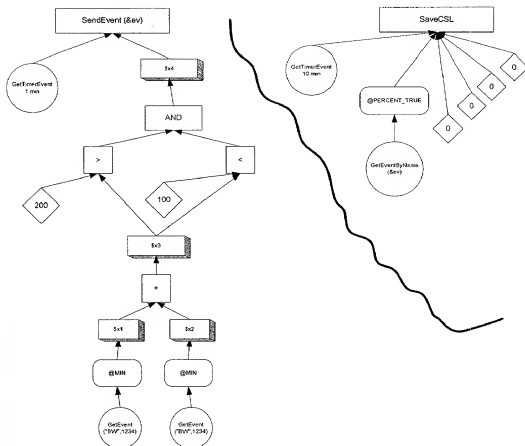 SendEvent (&ev)
GetTimerEvent
1 min
$x4
AND
>
<
200
100
$x3
+
$x1
$x2
@MIN
@MIN
GetEvent
("BW",1234)
GetEvent
("BW",1234)
SaveCSL
GetTimerEvent
10 min
@PERCENT_TRUE
GetEventByName
(&ev)
0
0
0
0